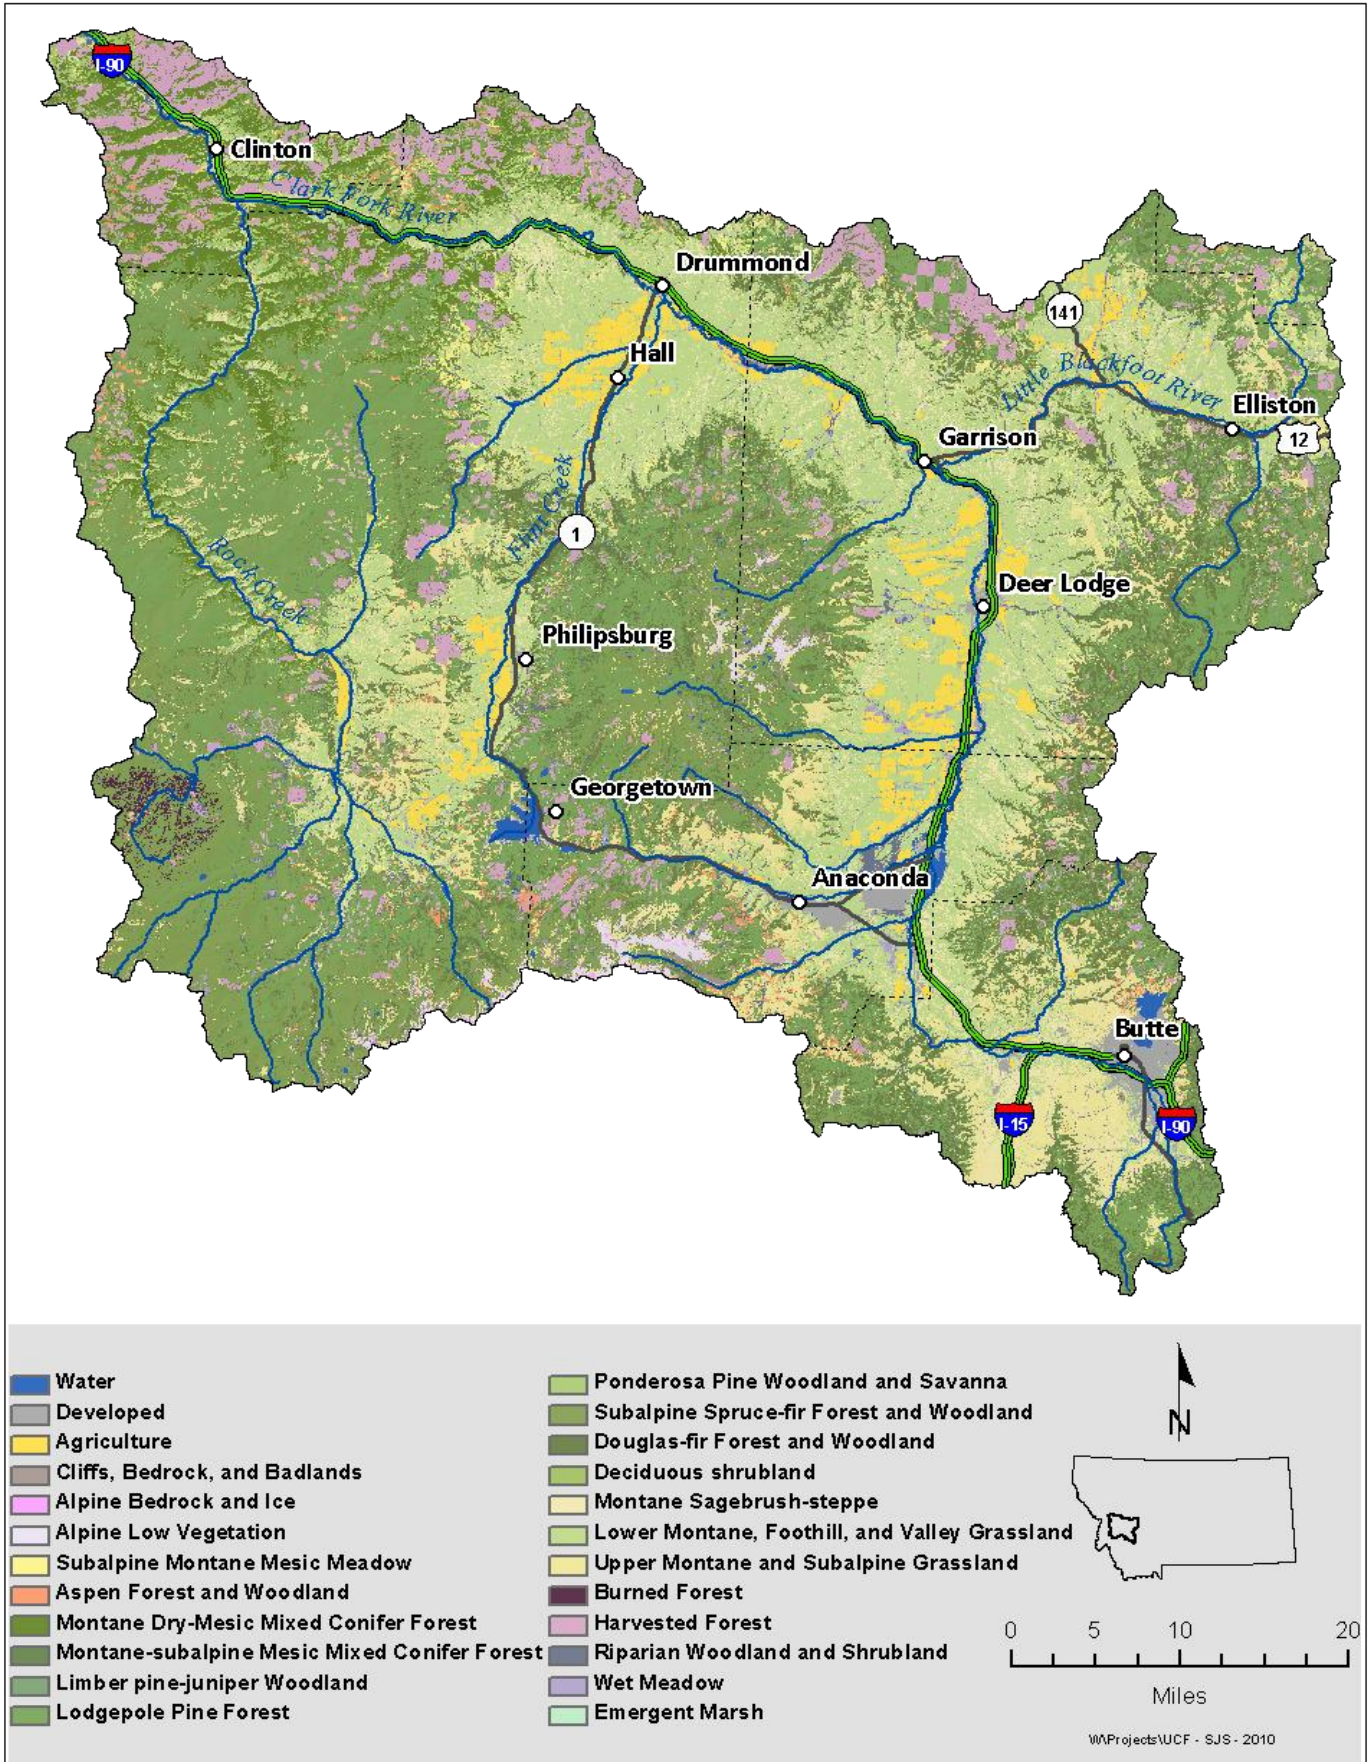 I-90
Clinton
Clark Fork River
Drummond
141
Hall
Little Blackfoot River
Elliston
Garrison
12
Flint Creek
1
Rock Creek
Deer Lodge
Philipsburg
Georgetown
Anaconda
Butte
I-15
I-90
Water
Developed
Agriculture
Cliffs, Bedrock, and Badlands
Alpine Bedrock and Ice
Alpine Low Vegetation
Subalpine Montane Mesic Meadow
Aspen Forest and Woodland
Montane Dry-Mesic Mixed Conifer Forest
Montane-subalpine Mesic Mixed Conifer Forest
Limber pine-juniper Woodland
Lodgepole Pine Forest
Ponderosa Pine Woodland and Savanna
Subalpine Spruce-fir Forest and Woodland
Douglas-fir Forest and Woodland
Deciduous shrubland
Montane Sagebrush-steppe
Lower Montane, Foothill, and Valley Grassland
Upper Montane and Subalpine Grassland
Burned Forest
Harvested Forest
Riparian Woodland and Shrubland
Wet Meadow
Emergent Marsh
N
0 5 10 20
Miles
W\Projects\UCF - SJS - 2010